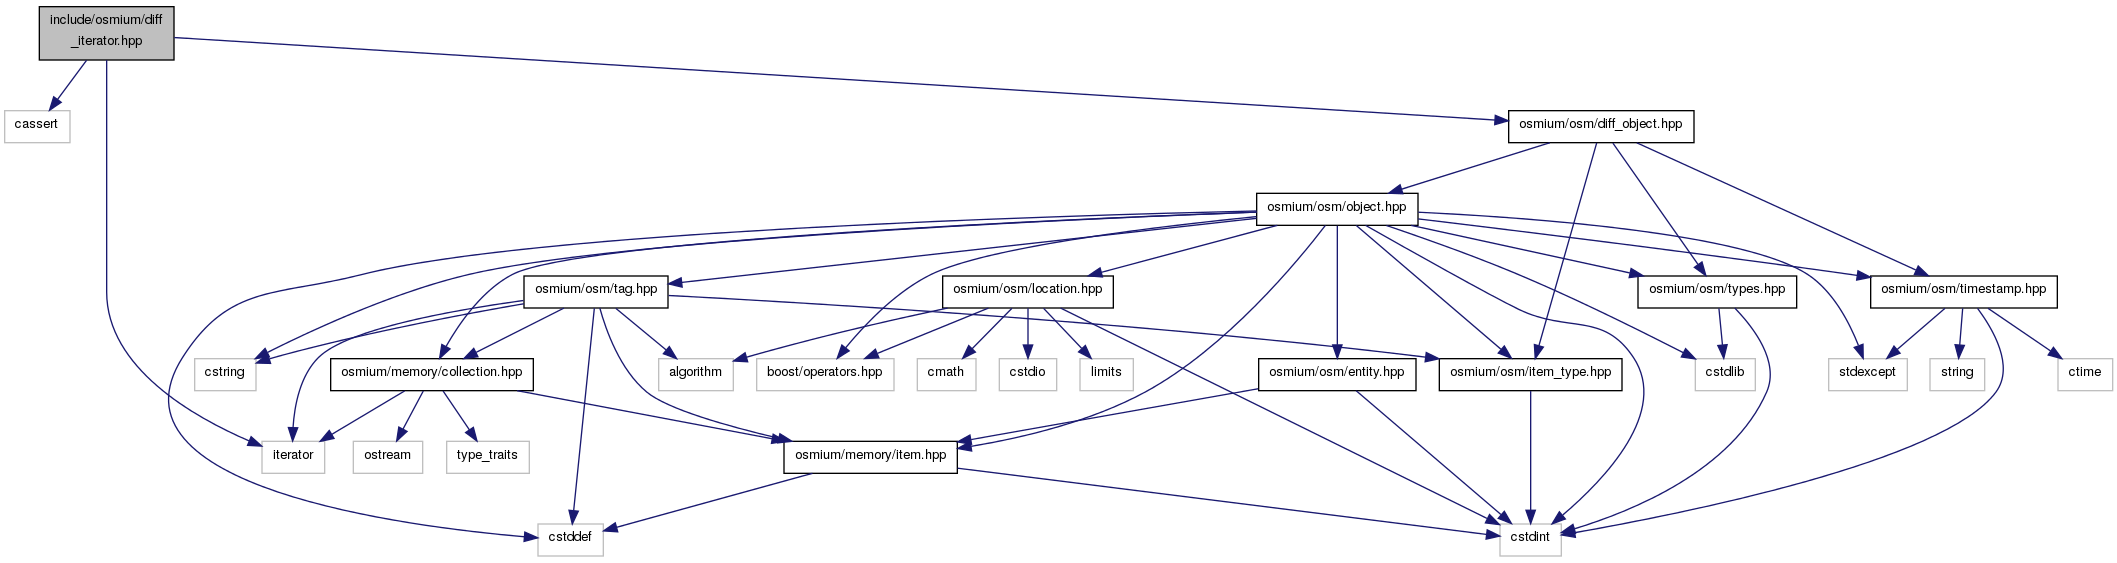 include/osmium/diff
_iterator.hpp
cassert
osmium/osm/diff_object.hpp
osmium/osm/object.hpp
osmium/osm/tag.hpp
osmium/osm/location.hpp
osmium/osm/types.hpp
osmium/osm/timestamp.hpp
cstring
osmium/memory/collection.hpp
algorithm
boost/operators.hpp
cmath
cstdio
limits
osmium/osm/entity.hpp
osmium/osm/item_type.hpp
cstdlib
stdexcept
string
ctime
iterator
ostream
type_traits
osmium/memory/item.hpp
cstddef
cstdint